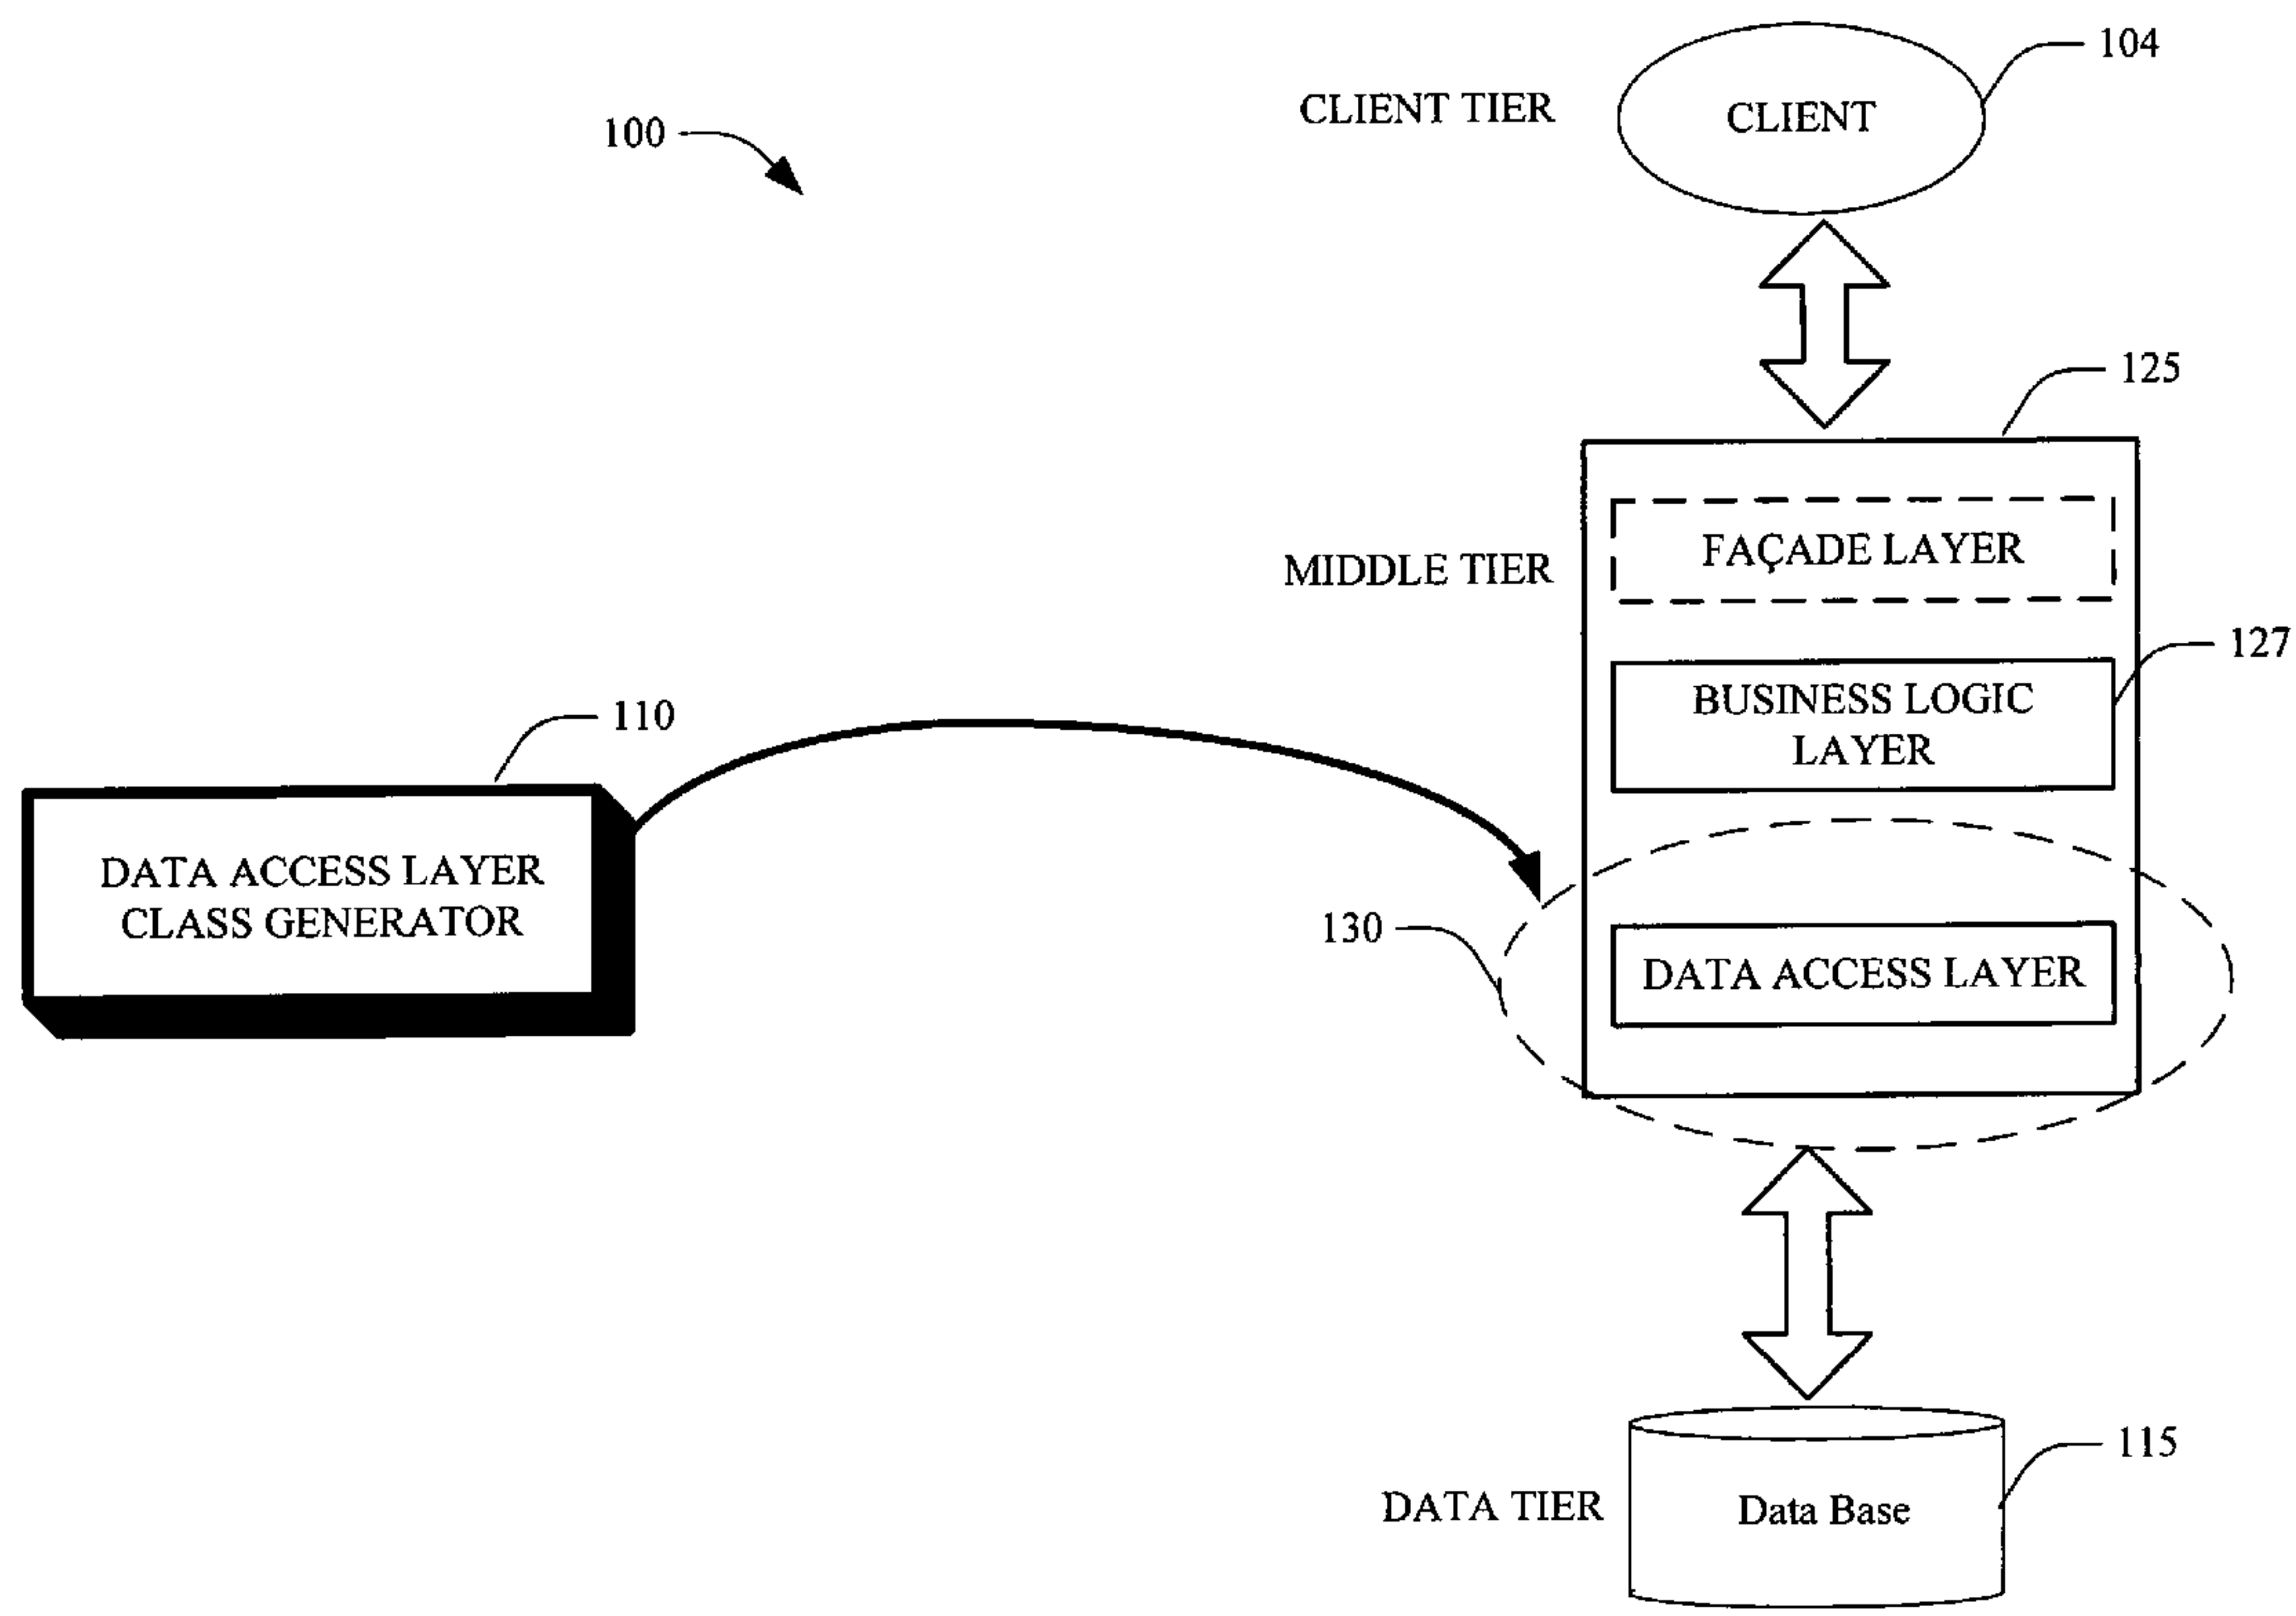 104
CLIENT TIER
CLIENT
100
125
FAÇADE LAYER
MIDDLE TIER
127
BUSINESS LOGIC
LAYER
110
DATA ACCESS LAYER
CLASS GENERATOR
130
DATA ACCESS LAYER
115
DATA TIER
Data Base